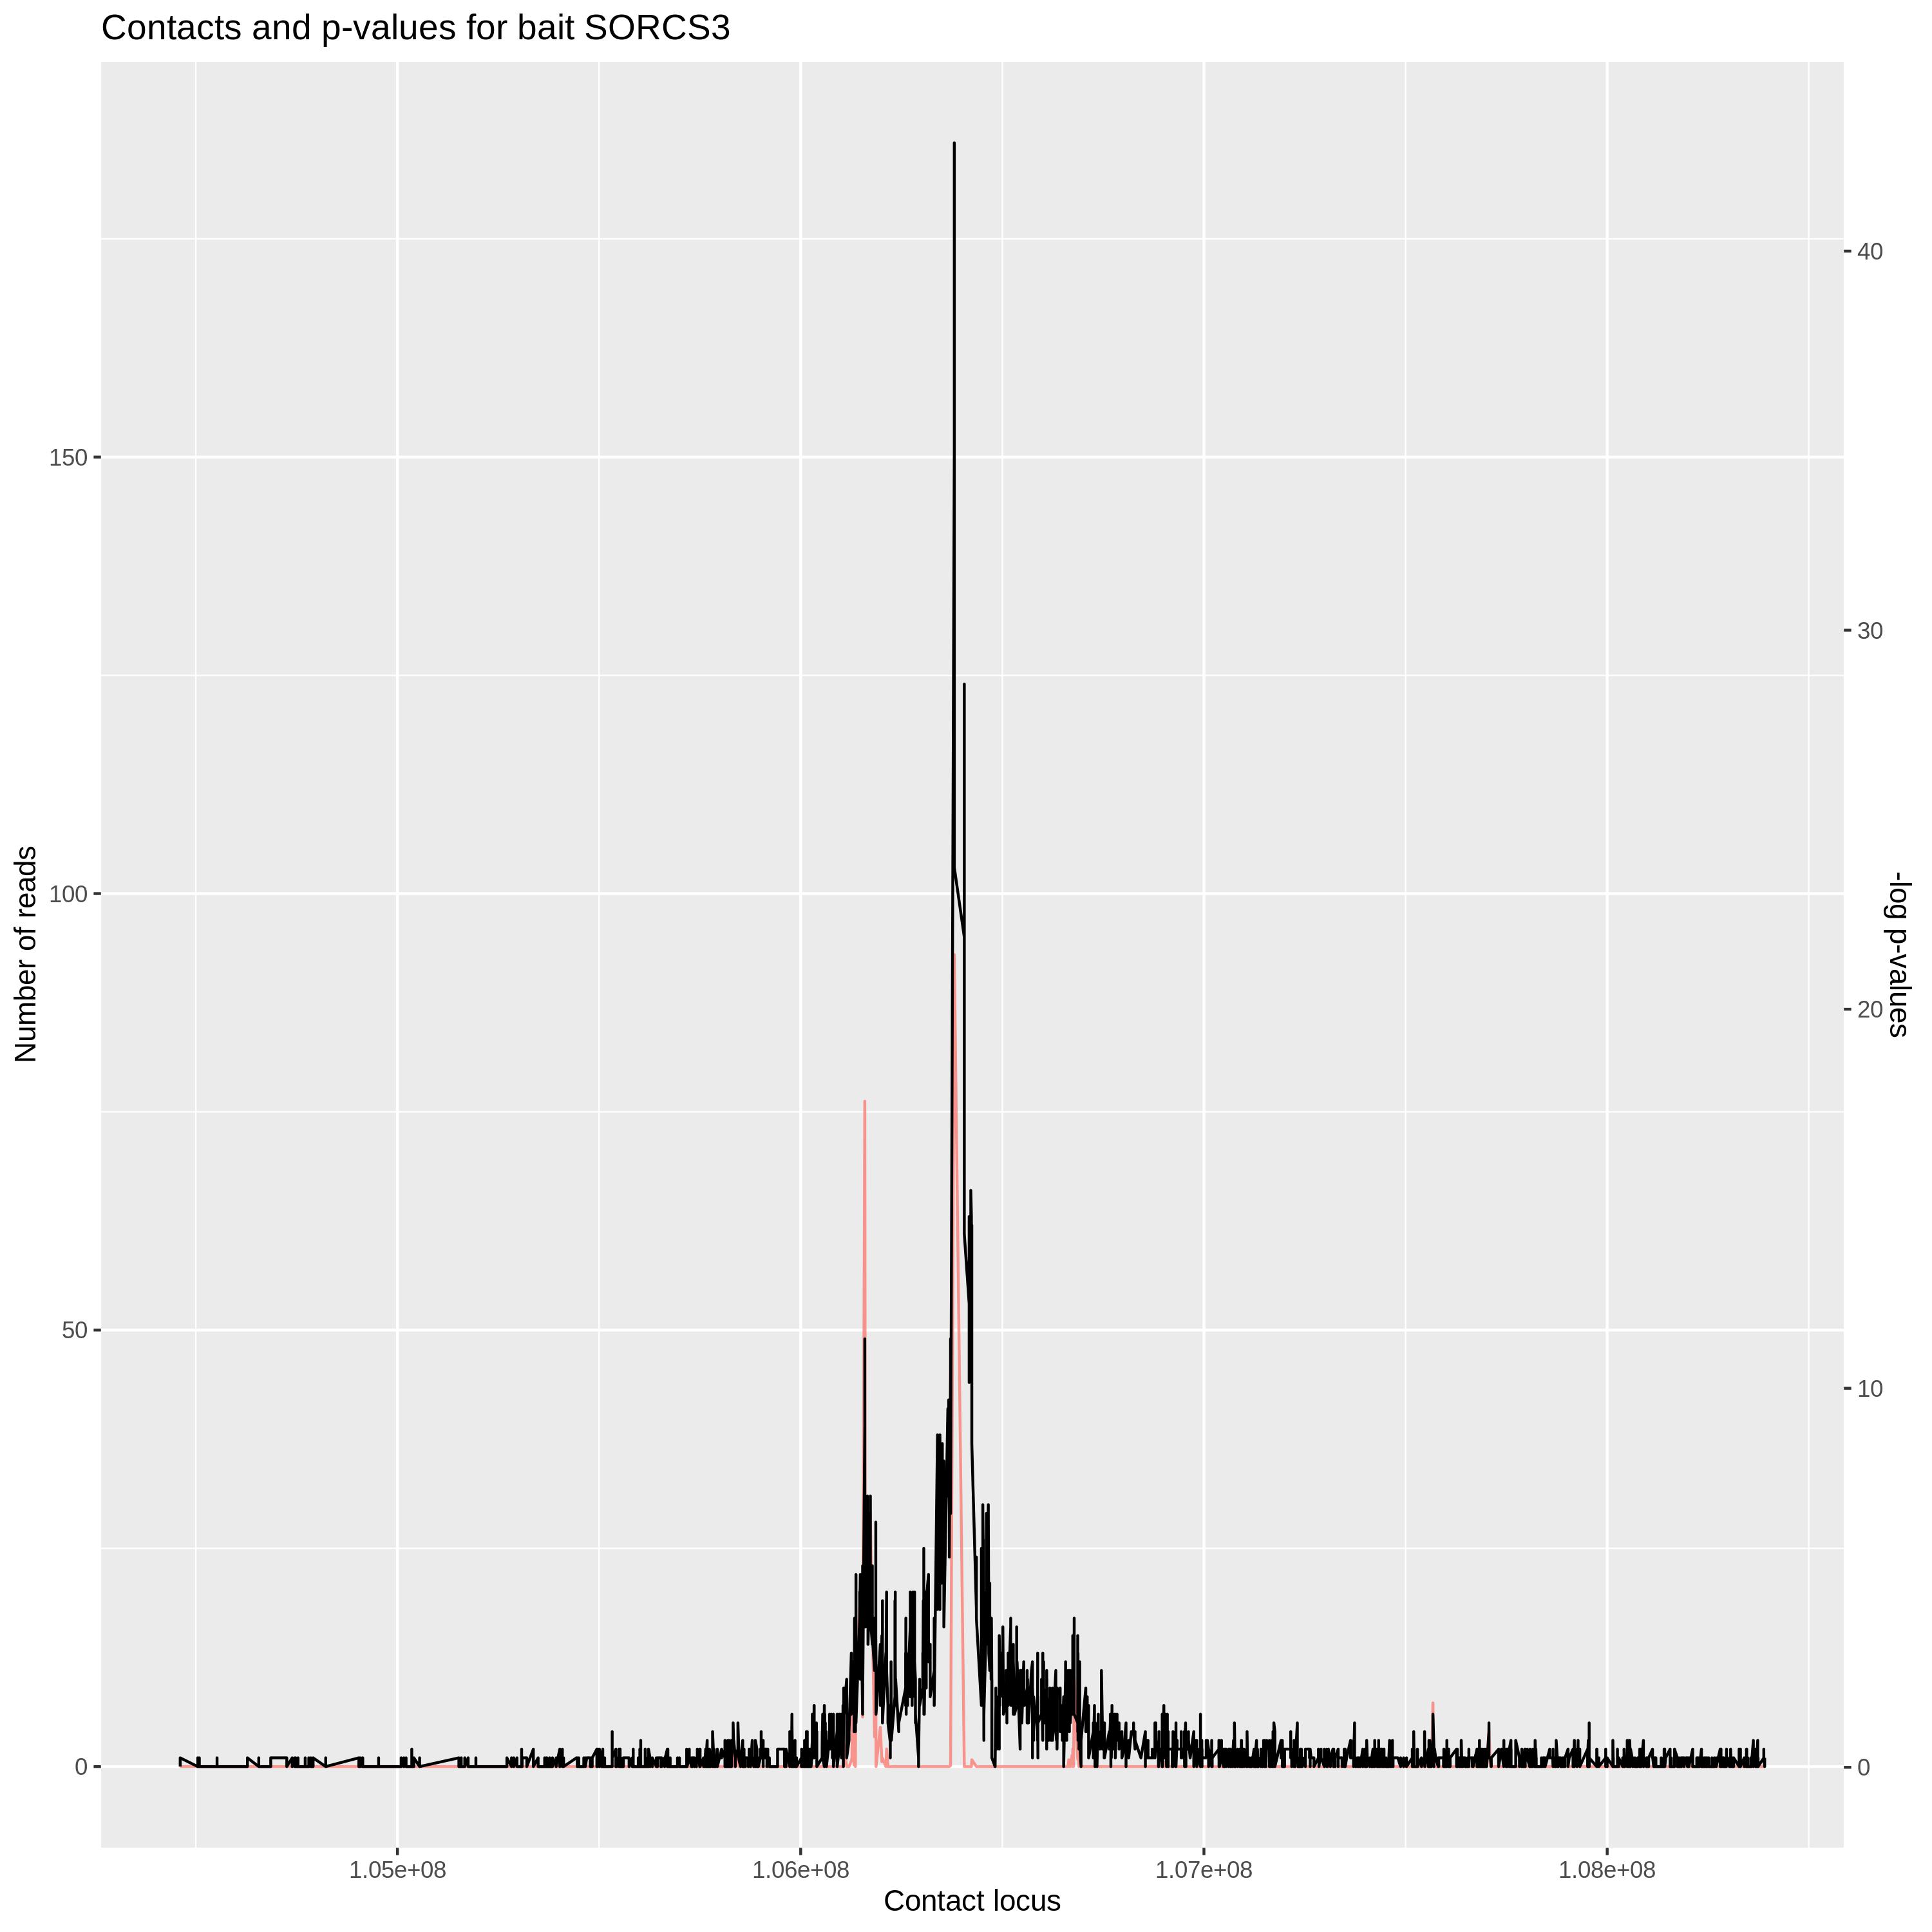 Contacts and p-values for bait SORCS3
Number of reads
150
100
50
0
40
30
20
10
0
-log p-values
1.05e+08
1.06e+08
1.07e+08
1.08e+08
Contact locus